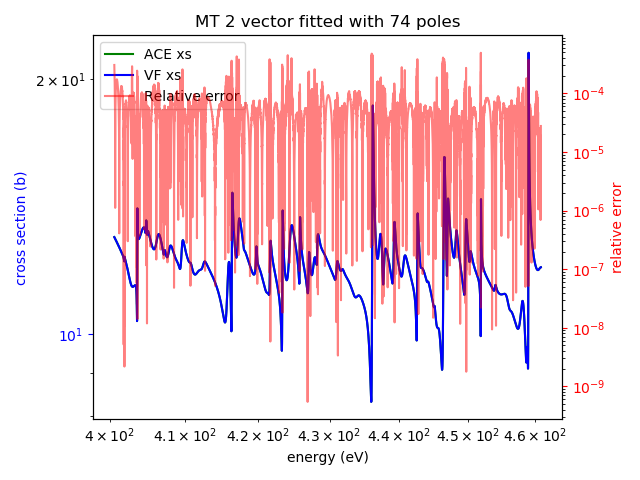 MT 2 vector fitted with 74 poles
ACE xs
VF xs
Relative error
2 × 10¹
10¹
cross section (b)
10⁻⁴
10⁻⁵
10⁻⁶
10⁻⁷
10⁻⁸
10⁻⁹
relative error
4 × 10² 4.1 × 10² 4.2 × 10² 4.3 × 10² 4.4 × 10² 4.5 × 10² 4.6 × 10²
energy (eV)